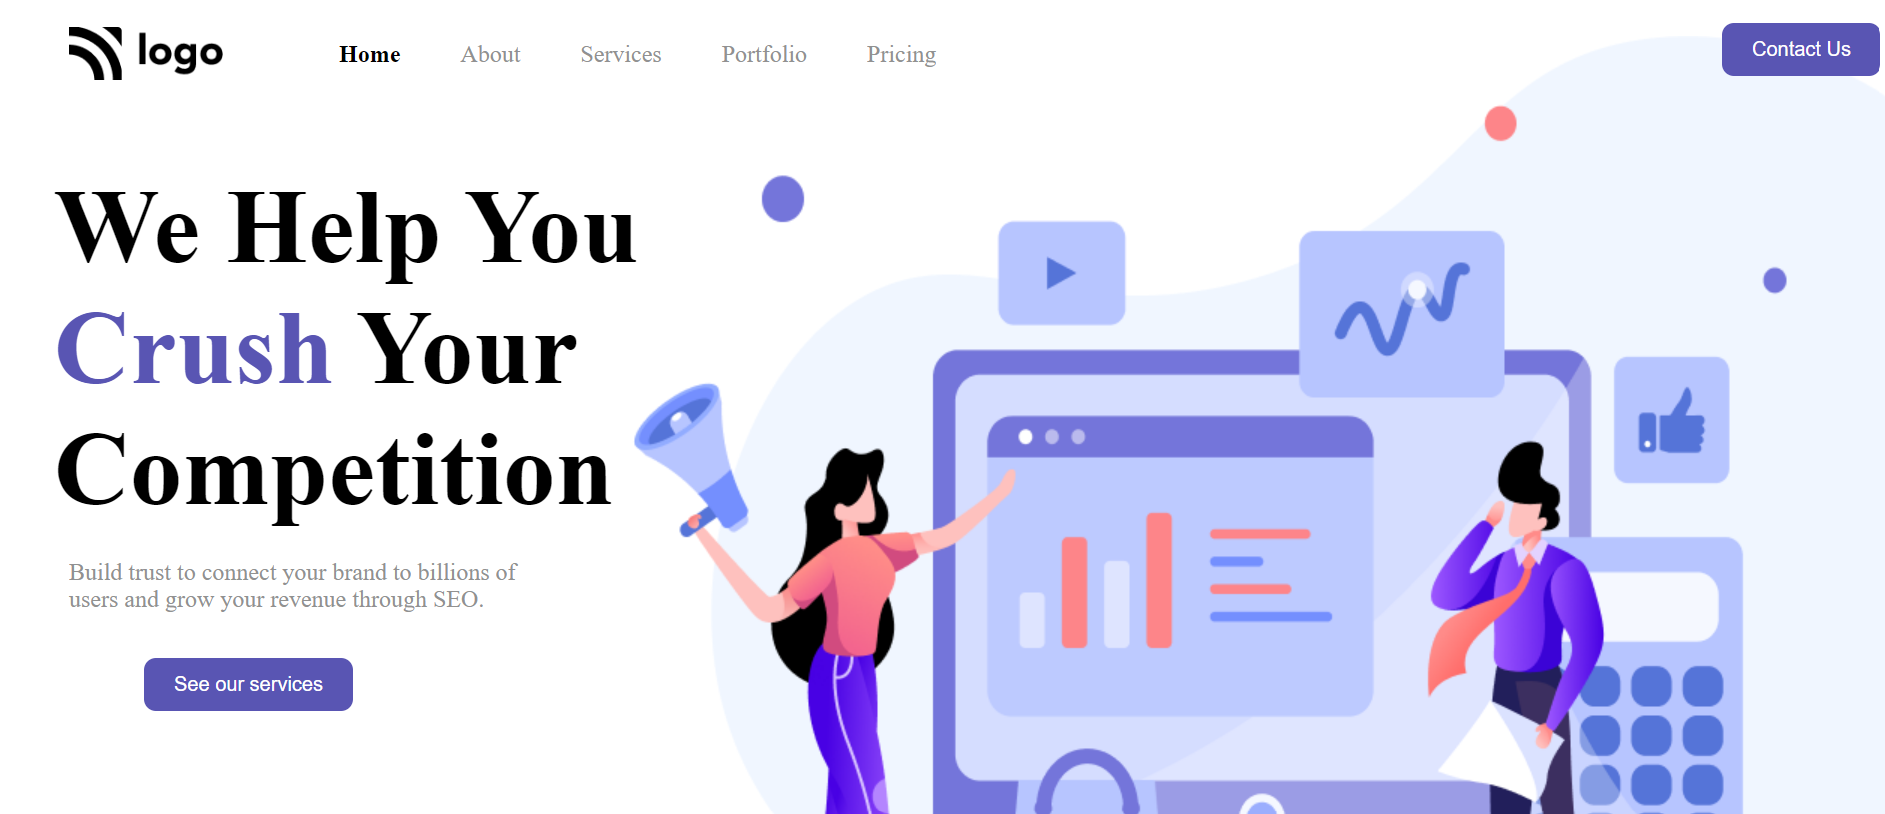 logo
Home About Services Portfolio Pricing
Contact Us
We Help You
Crush Your
Competition
Build trust to connect your brand to billions of
users and grow your revenue through SEO.
See our services